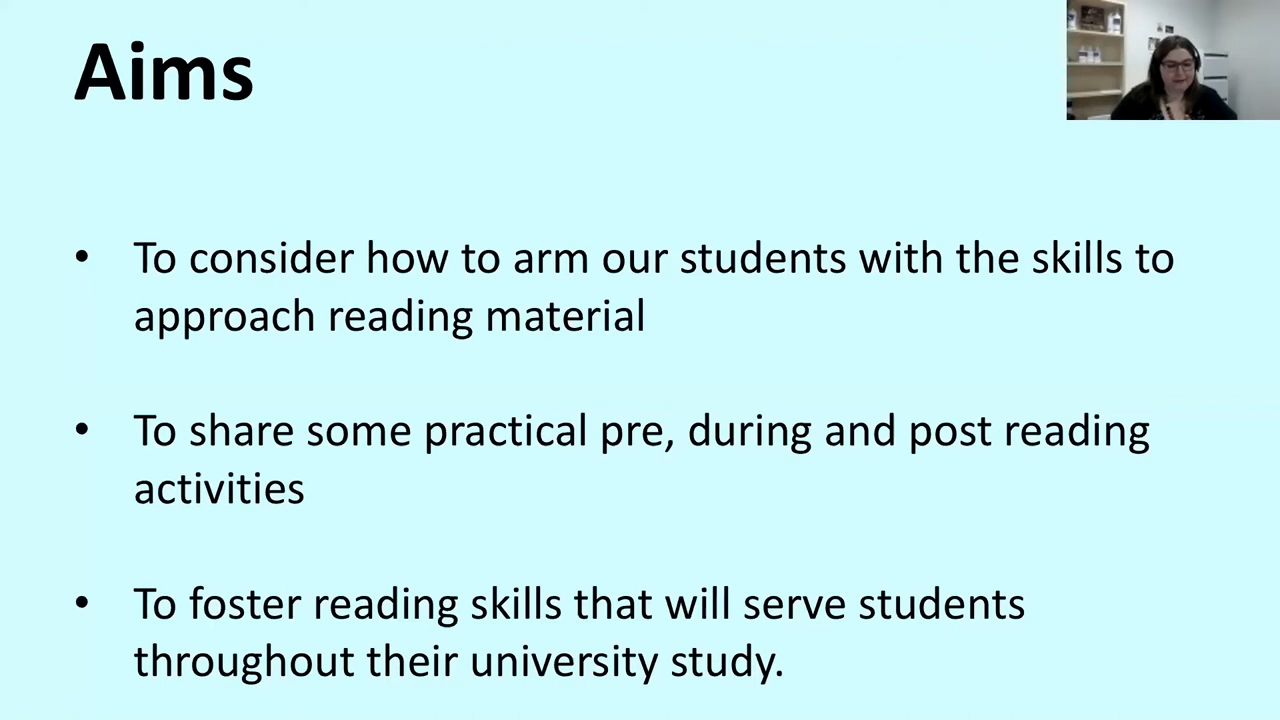 Aims
• To consider how to arm our students with the skills to
approach reading material
• To share some practical pre, during and post reading
activities
• To foster reading skills that will serve students
throughout their university study.